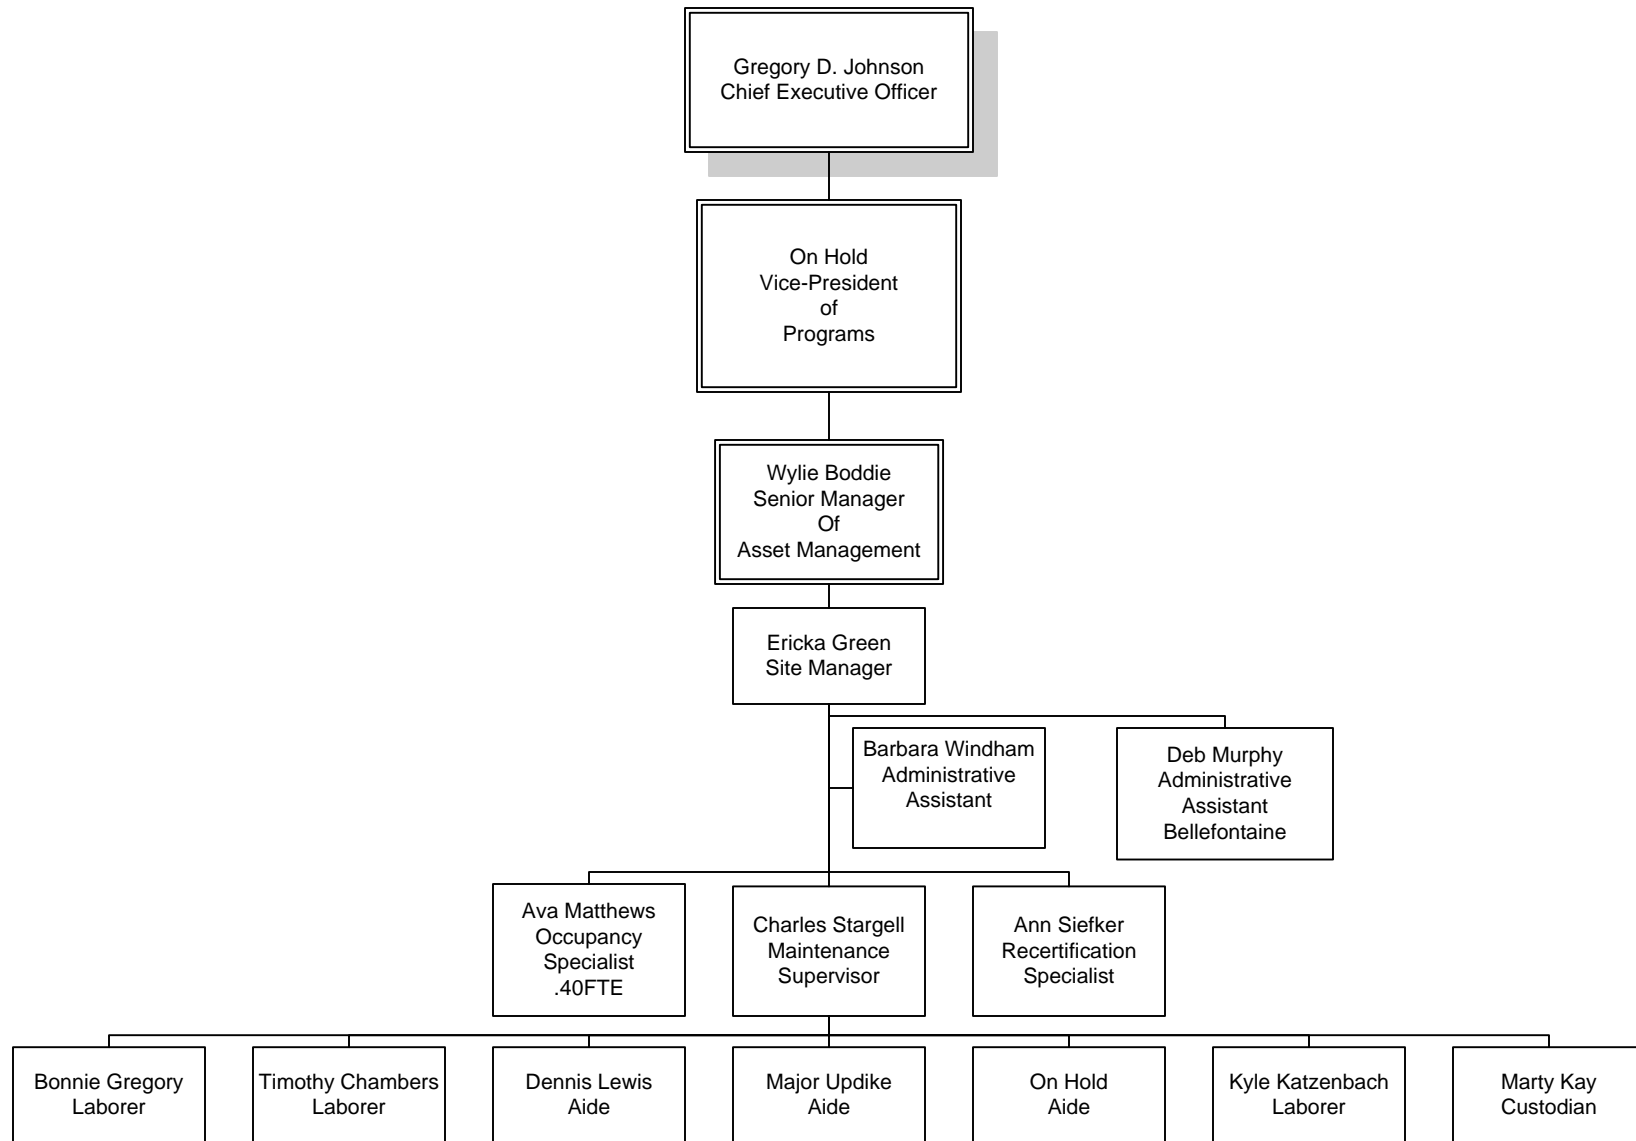 Gregory D. Johnson
Chief Executive Officer
On Hold
Vice-President
of
Programs
Wylie Boddie
Senior Manager
Of
Asset Management
Ericka Green
Site Manager
Barbara Windham
Administrative
Assistant
Deb Murphy
Administrative
Assistant
Bellefontaine
Ava Matthews
Occupancy
Specialist
.40FTE
Charles Stargell
Maintenance
Supervisor
Ann Siefker
Recertification
Specialist
Bonnie Gregory
Laborer
Timothy Chambers
Laborer
Dennis Lewis
Aide
Major Updike
Aide
On Hold
Aide
Kyle Katzenbach
Laborer
Marty Kay
Custodian